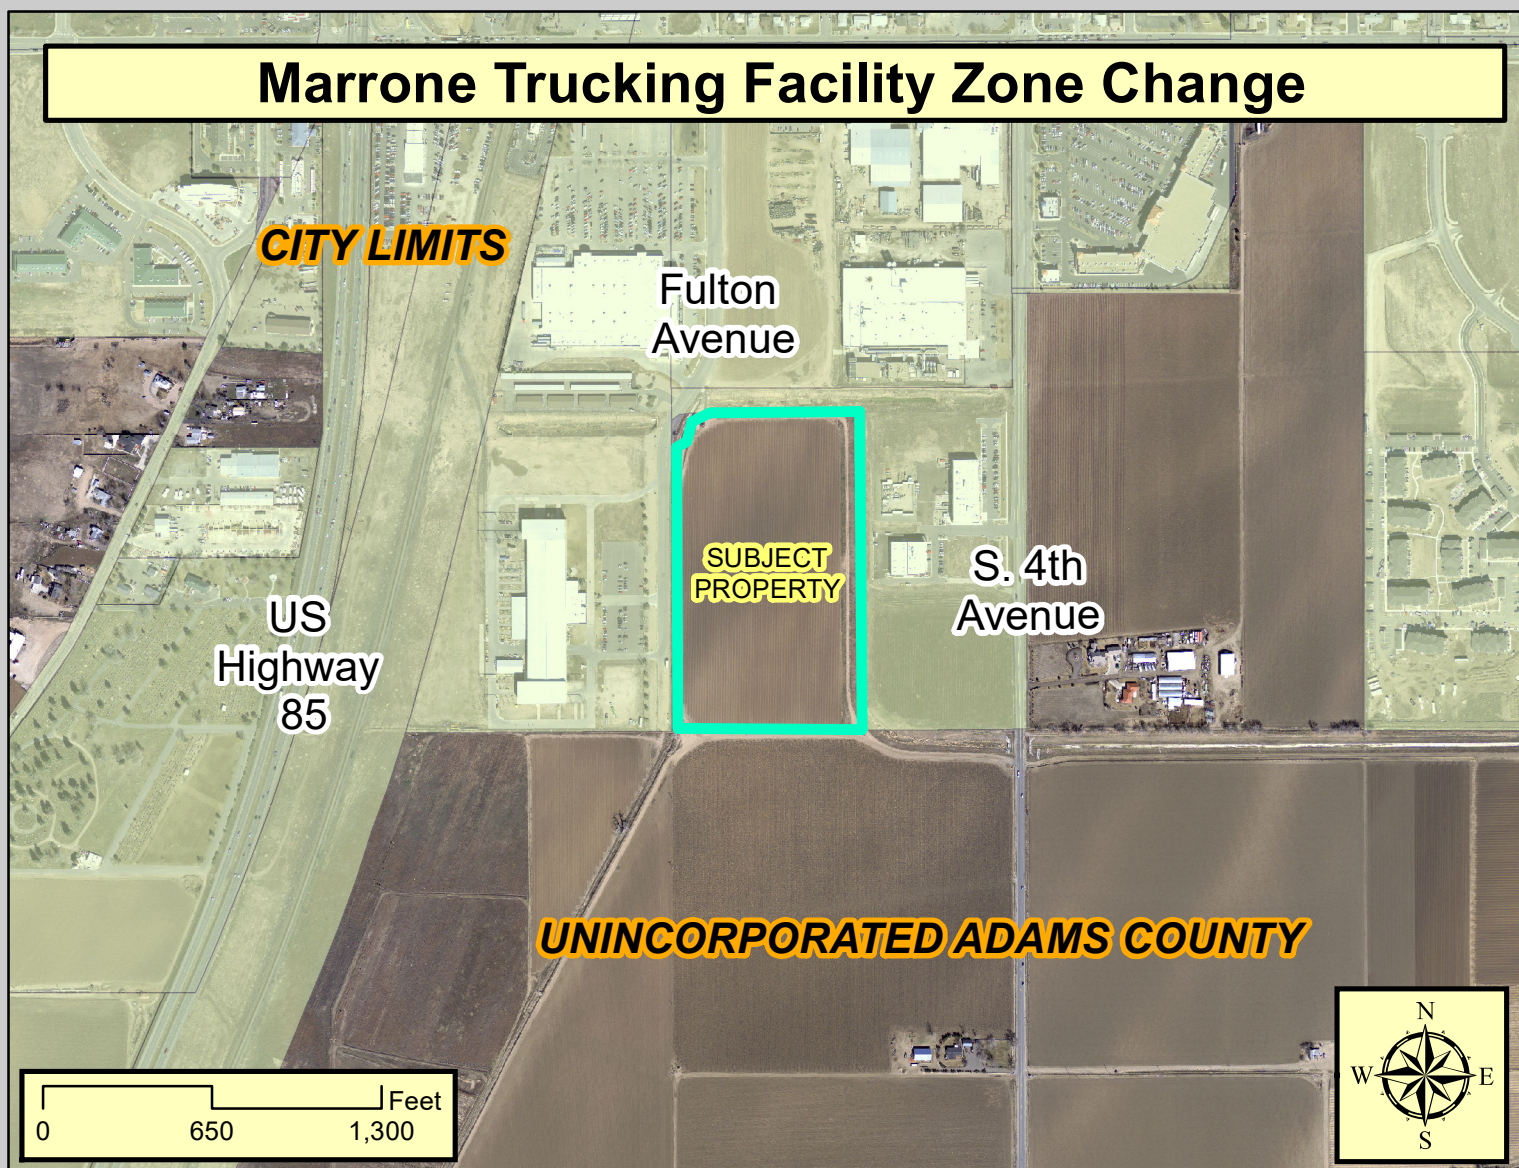 Marrone Trucking Facility Zone Change
CITY LIMITS
Fulton
Avenue
SUBJECT
PROPERTY
S. 4th
Avenue
US
Highway
85
UNINCORPORATED ADAMS COUNTY
Feet
0 650 1,300
N
W E
S